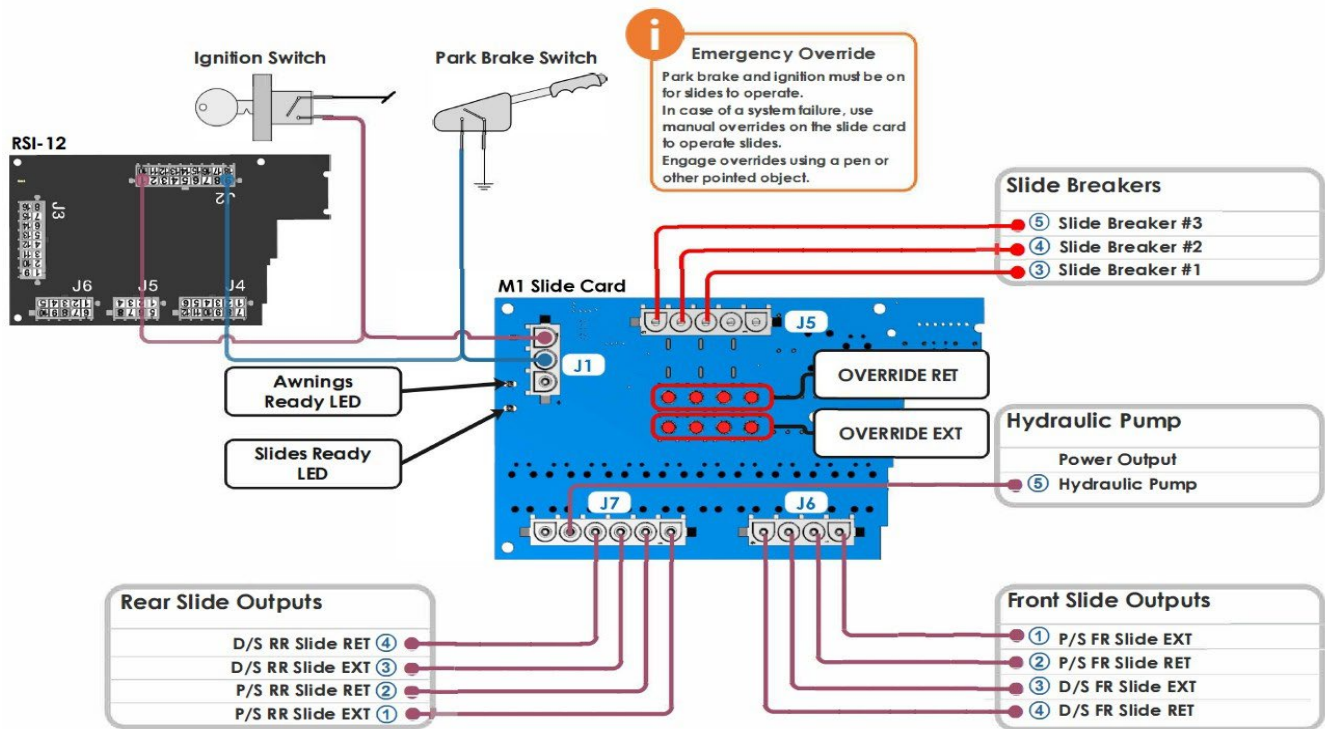 Ignition Switch
Park Brake Switch
i
Emergency Override
Park brake and ignition must be on
for slides to operate.
In case of a system failure, use
manual overrides on the slide card
to operate slides.
Engage overrides using a pen or
other pointed object.
RSI-12
J2
J3
J6
J5
J4
Slide Breakers
5 Slide Breaker #3
4 Slide Breaker #2
3 Slide Breaker #1
M1 Slide Card
J5
J1
Awnings
Ready LED
Slides Ready
LED
OVERRIDE RET
OVERRIDE EXT
Hydraulic Pump
Power Output
5 Hydraulic Pump
J7
J6
Rear Slide Outputs
D/S RR Slide RET 4
D/S RR Slide EXT 3
P/S RR Slide RET 2
P/S RR Slide EXT 1
Front Slide Outputs
1 P/S FR Slide EXT
2 P/S FR Slide RET
3 D/S FR Slide EXT
4 D/S FR Slide RET